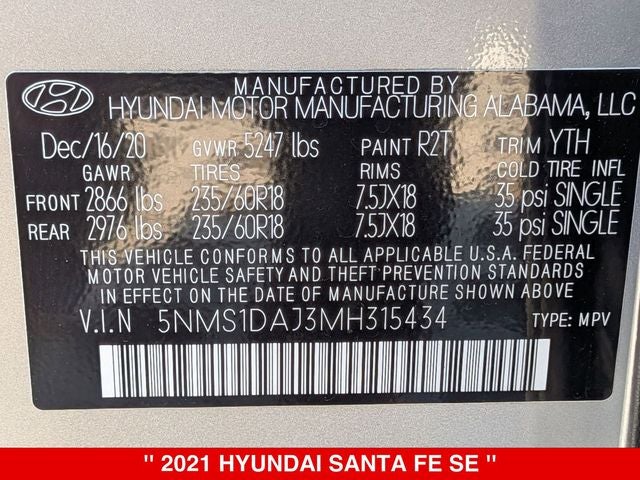 MANUFACTURED BY
HYUNDAI MOTOR MANUFACTURING ALABAMA, LLC
Dec/16/20 GVWR 5247 lbs PAINT R2T TRIM YTH
GAWR TIRES RIMS COLD TIRE INFL
FRONT 2866 lbs 235/60R18 7.5JX18 35 psi SINGLE
REAR 2976 lbs 235/60R18 7.5JX18 35 psi SINGLE
THIS VEHICLE CONFORMS TO ALL APPLICABLE U.S.A. FEDERAL
MOTOR VEHICLE SAFETY AND THEFT PREVENTION STANDARDS
IN EFFECT ON THE DATE OF MANUFACTURE SHOWN ABOVE
V.I.N 5NMS1DAJ3MH315434 TYPE: MPV
" 2021 HYUNDAI SANTA FE SE "